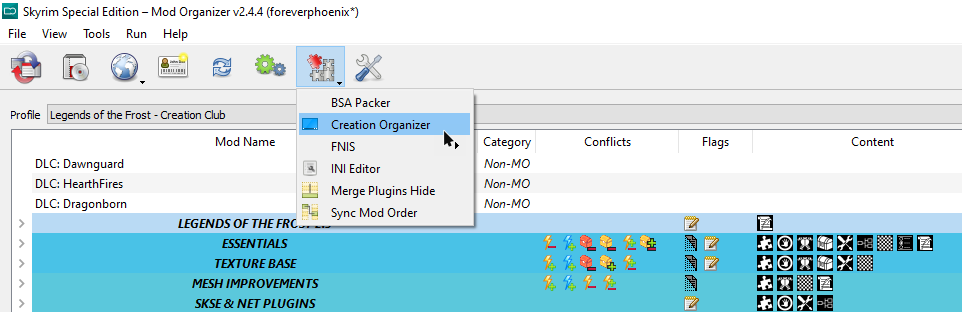 Skyrim Special Edition – Mod Organizer v2.4.4 (foreverphoenix*)
File View Tools Run Help
Profile Legends of the Frost - Creation Club
BSA Packer
Creation Organizer
FNIS
INI Editor
Merge Plugins Hide
Sync Mod Order
Mod Name Category Conflicts Flags Content
DLC: Dawnguard Non-MO
DLC: HearthFires Non-MO
DLC: Dragonborn Non-MO
LEGENDS OF THE FROST
ESSENTIALS
TEXTURE BASE
MESH IMPROVEMENTS
SKSE & NET PLUGINS